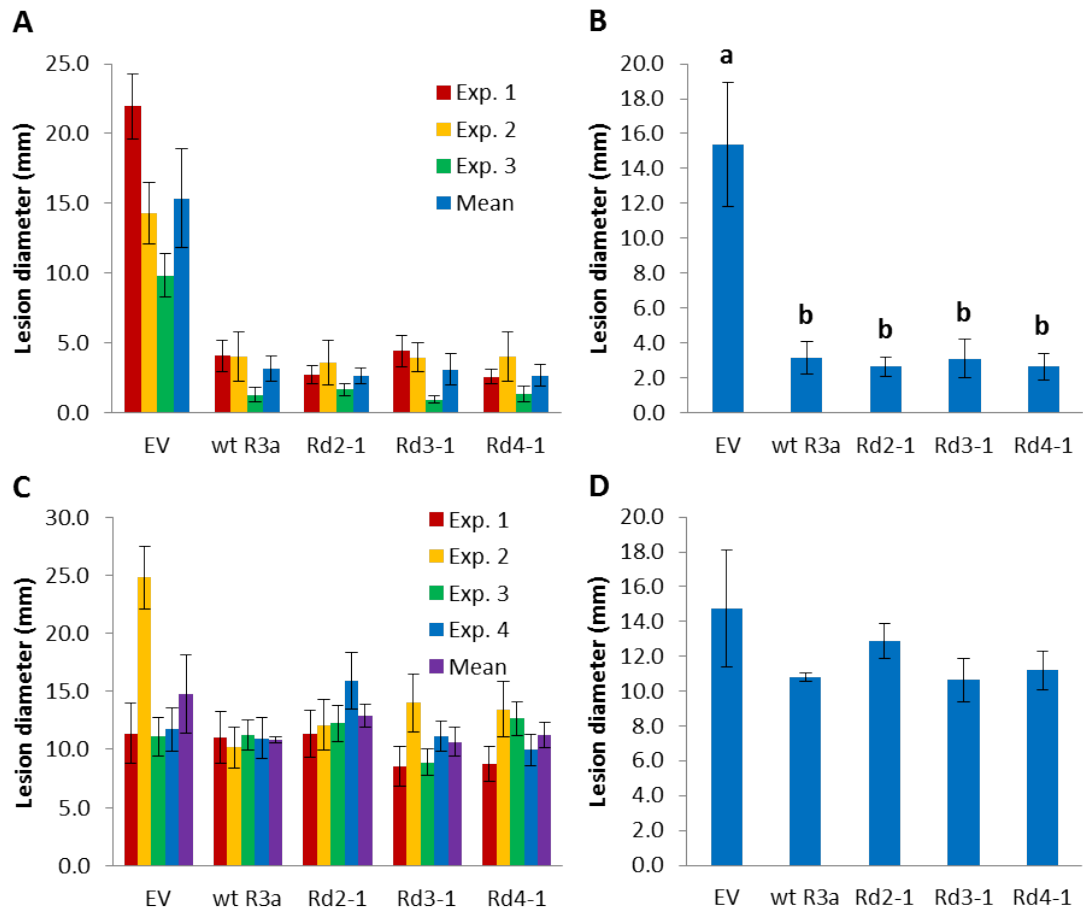 A
Lesion diameter (mm)
25.0
20.0
15.0
10.0
5.0
0.0
Exp. 1
Exp. 2
Exp. 3
Mean
EV wt R3a Rd2-1 Rd3-1 Rd4-1
B
Lesion diameter (mm)
20.0
18.0
16.0
14.0
12.0
10.0
8.0
6.0
4.0
2.0
0.0
a
b
b
b
b
EV wt R3a Rd2-1 Rd3-1 Rd4-1
C
Lesion diameter (mm)
30.0
25.0
20.0
15.0
10.0
5.0
0.0
Exp. 1
Exp. 2
Exp. 3
Exp. 4
Mean
EV wt R3a Rd2-1 Rd3-1 Rd4-1
D
Lesion diameter (mm)
20.0
18.0
16.0
14.0
12.0
10.0
8.0
6.0
4.0
2.0
0.0
EV wt R3a Rd2-1 Rd3-1 Rd4-1